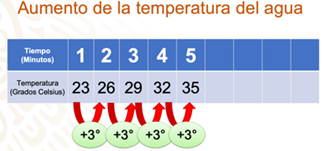 Aumento de la temperatura del agua
Tiempo (Minutos) 1 2 3 4 5
Temperatura (Grados Celsius) 23 26 29 32 35
+3° +3° +3° +3°